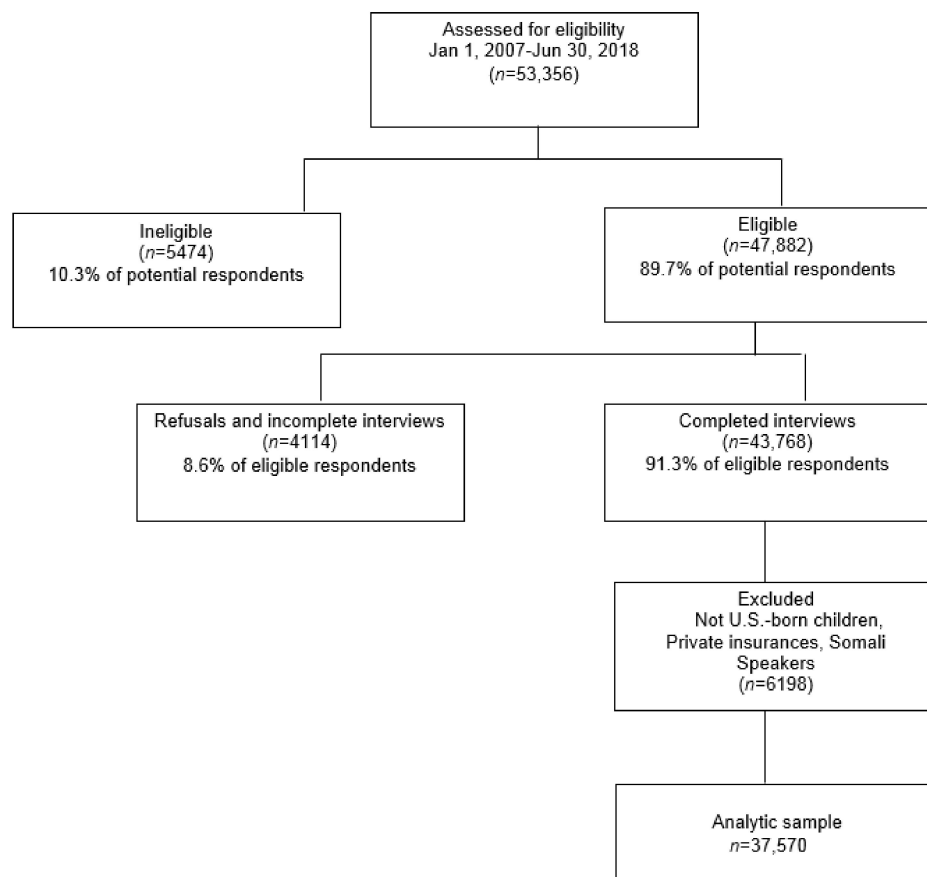 Assessed for eligibility
Jan 1, 2007-Jun 30, 2018
(n=53,356)
Ineligible
(n=5474)
10.3% of potential respondents
Eligible
(n=47,882)
89.7% of potential respondents
Refusals and incomplete interviews
(n=4114)
8.6% of eligible respondents
Completed interviews
(n=43,768)
91.3% of eligible respondents
Excluded
Not U.S.-born children,
Private insurances, Somali
Speakers
(n=6198)
Analytic sample
n=37,570